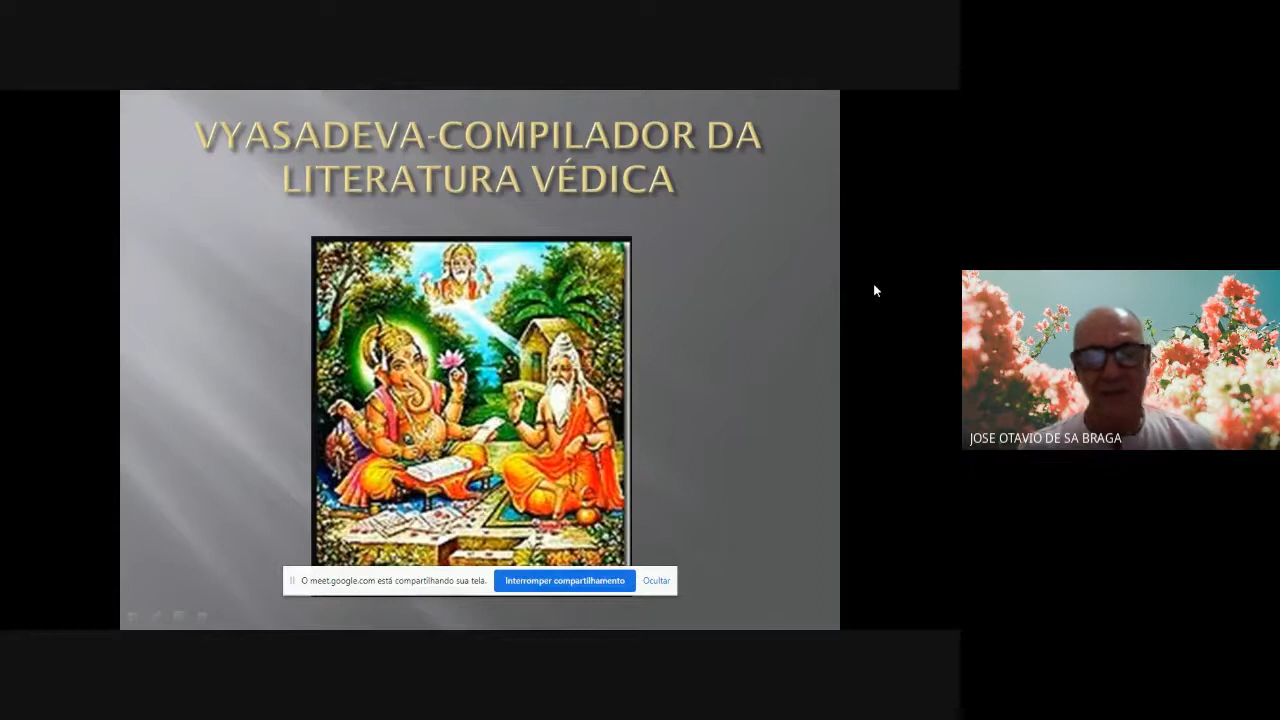 VYASADEVA-COMPILADOR DA
LITERATURA VÉDICA
JOSE OTAVIO DE SA BRAGA
O meet.google.com está compartilhando sua tela. Interromper compartilhamento Ocultar